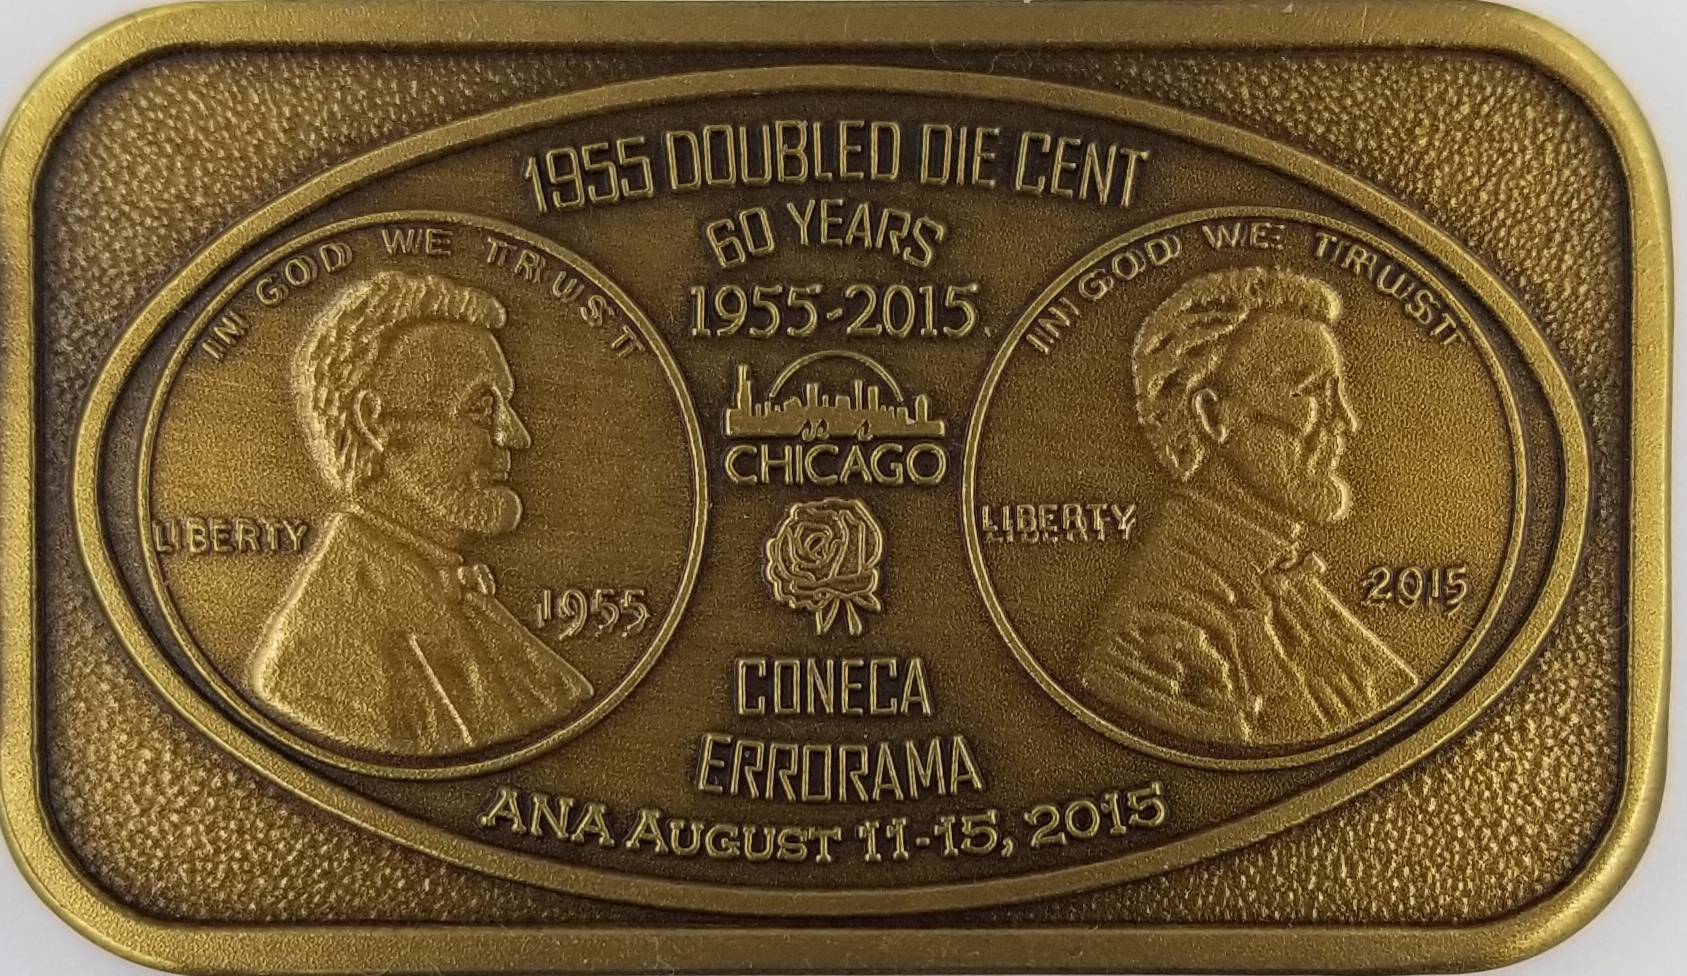 1955 DOUBLED DIE CENT
60 YEARS
1955-2015
CHICAGO
CONECA
ERRORAMA
ANA AUGUST 11-15, 2015
IN GOD WE TRUST
LIBERTY
1955
IN GOD WE TRUST
LIBERTY
2015